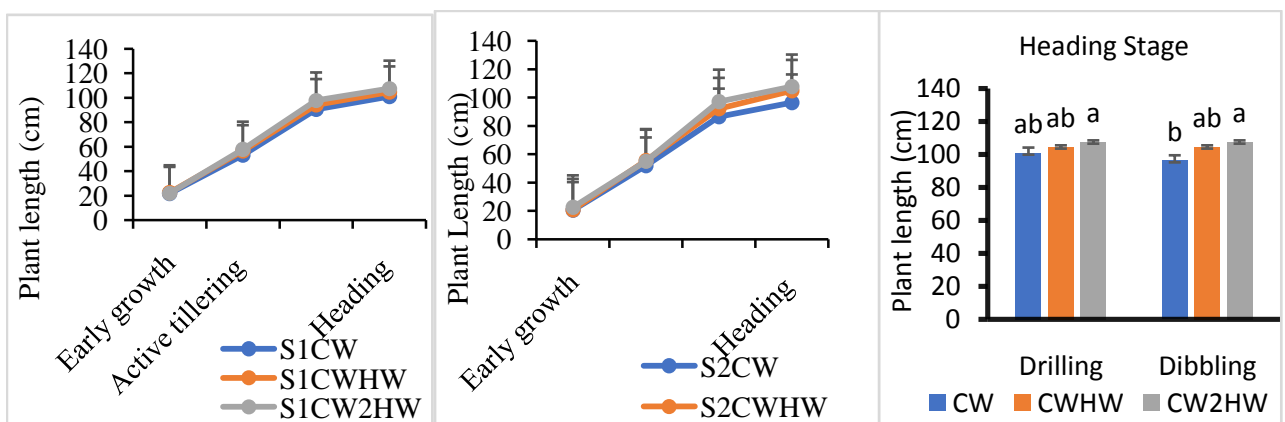 Plant length (cm)
140
120
100
80
60
40
20
0
Early growth
Active tillering
Heading
S1CW
S1CWHW
S1CW2HW
Plant Length (cm)
140
120
100
80
60
40
20
0
Early growth
Heading
S2CW
S2CWHW
Heading Stage
Plant length (cm)
140
120
100
80
60
40
20
0
ab ab a b ab a
Drilling Dibbling
CW CWHW CW2HW